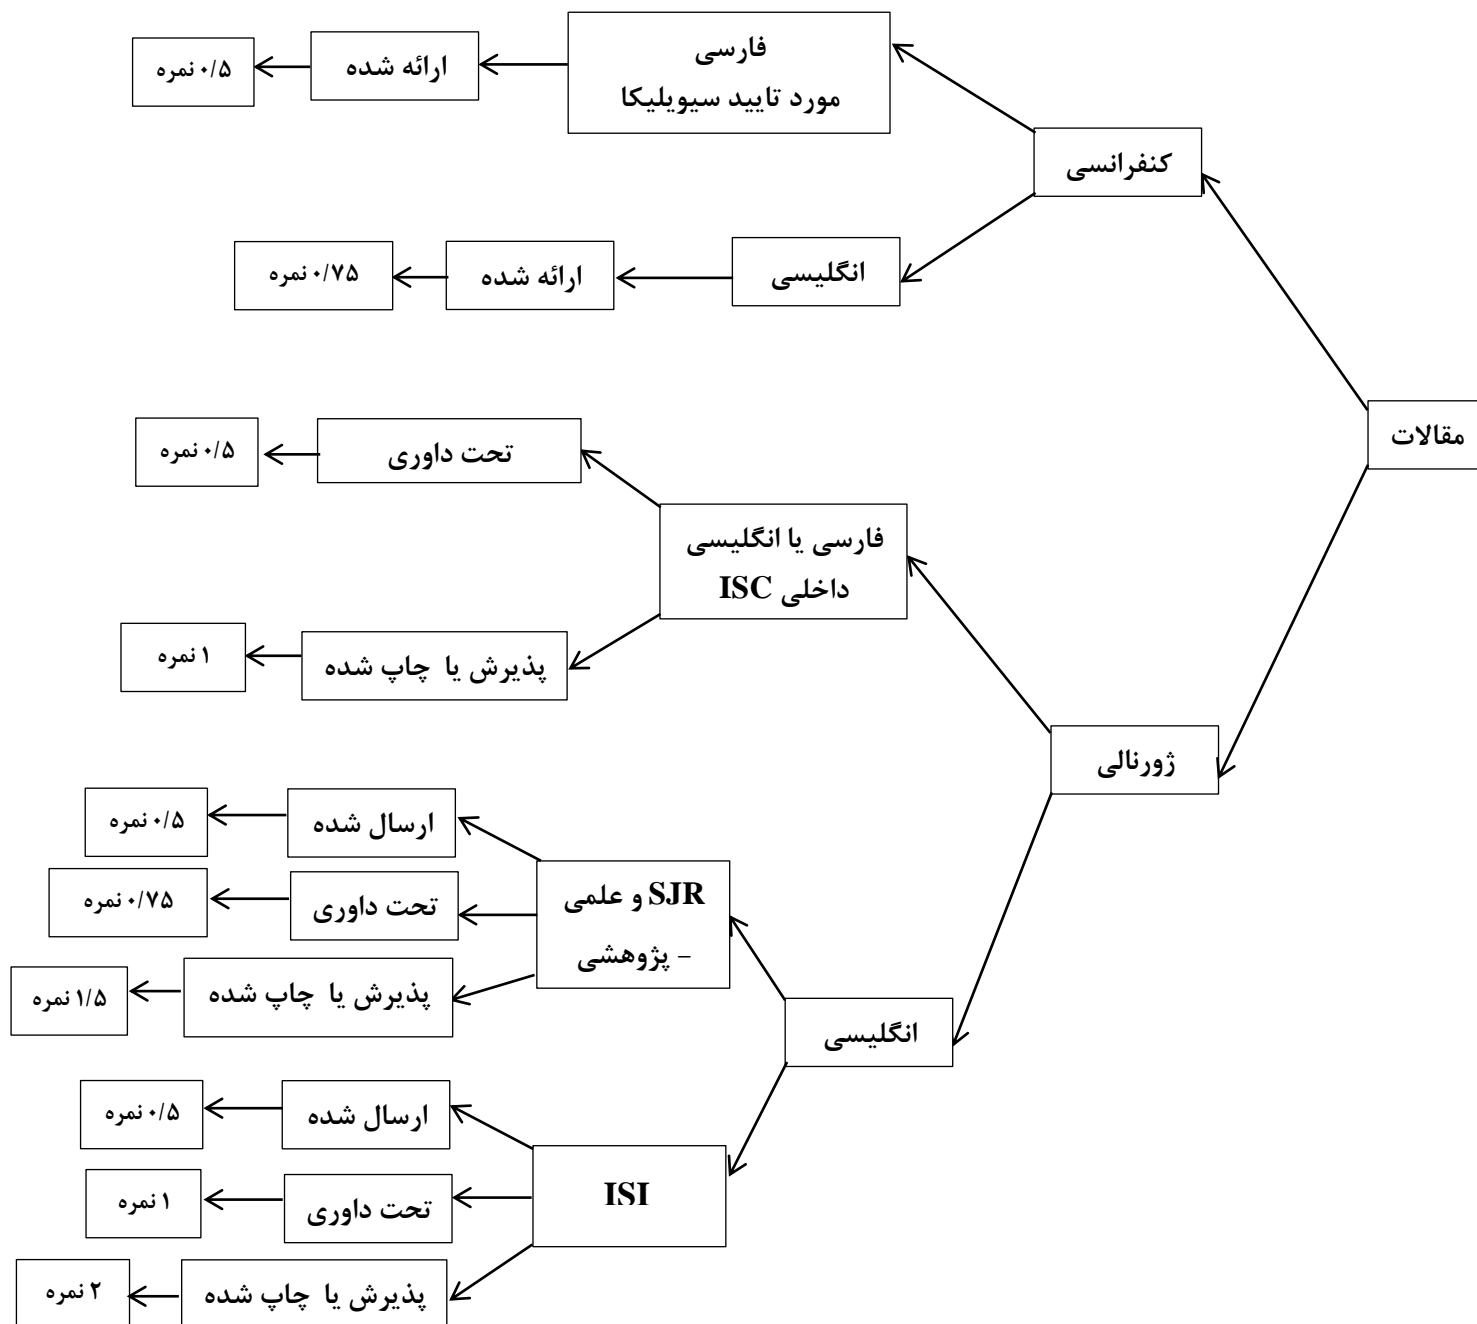 مقالات
کنفرانسی
فارسی
مورد تایید سیویلیکا
ارائه شده
۰/۵ نمره
انگلیسی
ارائه شده
۰/۷۵ نمره
ژورنالی
فارسی یا انگلیسی
داخلی ISC
تحت داوری
۰/۵ نمره
پذیرش یا چاپ شده
۱ نمره
انگلیسی
SJR و علمی
– پژوهشی
ارسال شده
۰/۵ نمره
تحت داوری
۰/۷۵ نمره
پذیرش یا چاپ شده
۱/۵ نمره
ISI
ارسال شده
۰/۵ نمره
تحت داوری
۱ نمره
پذیرش یا چاپ شده
۲ نمره